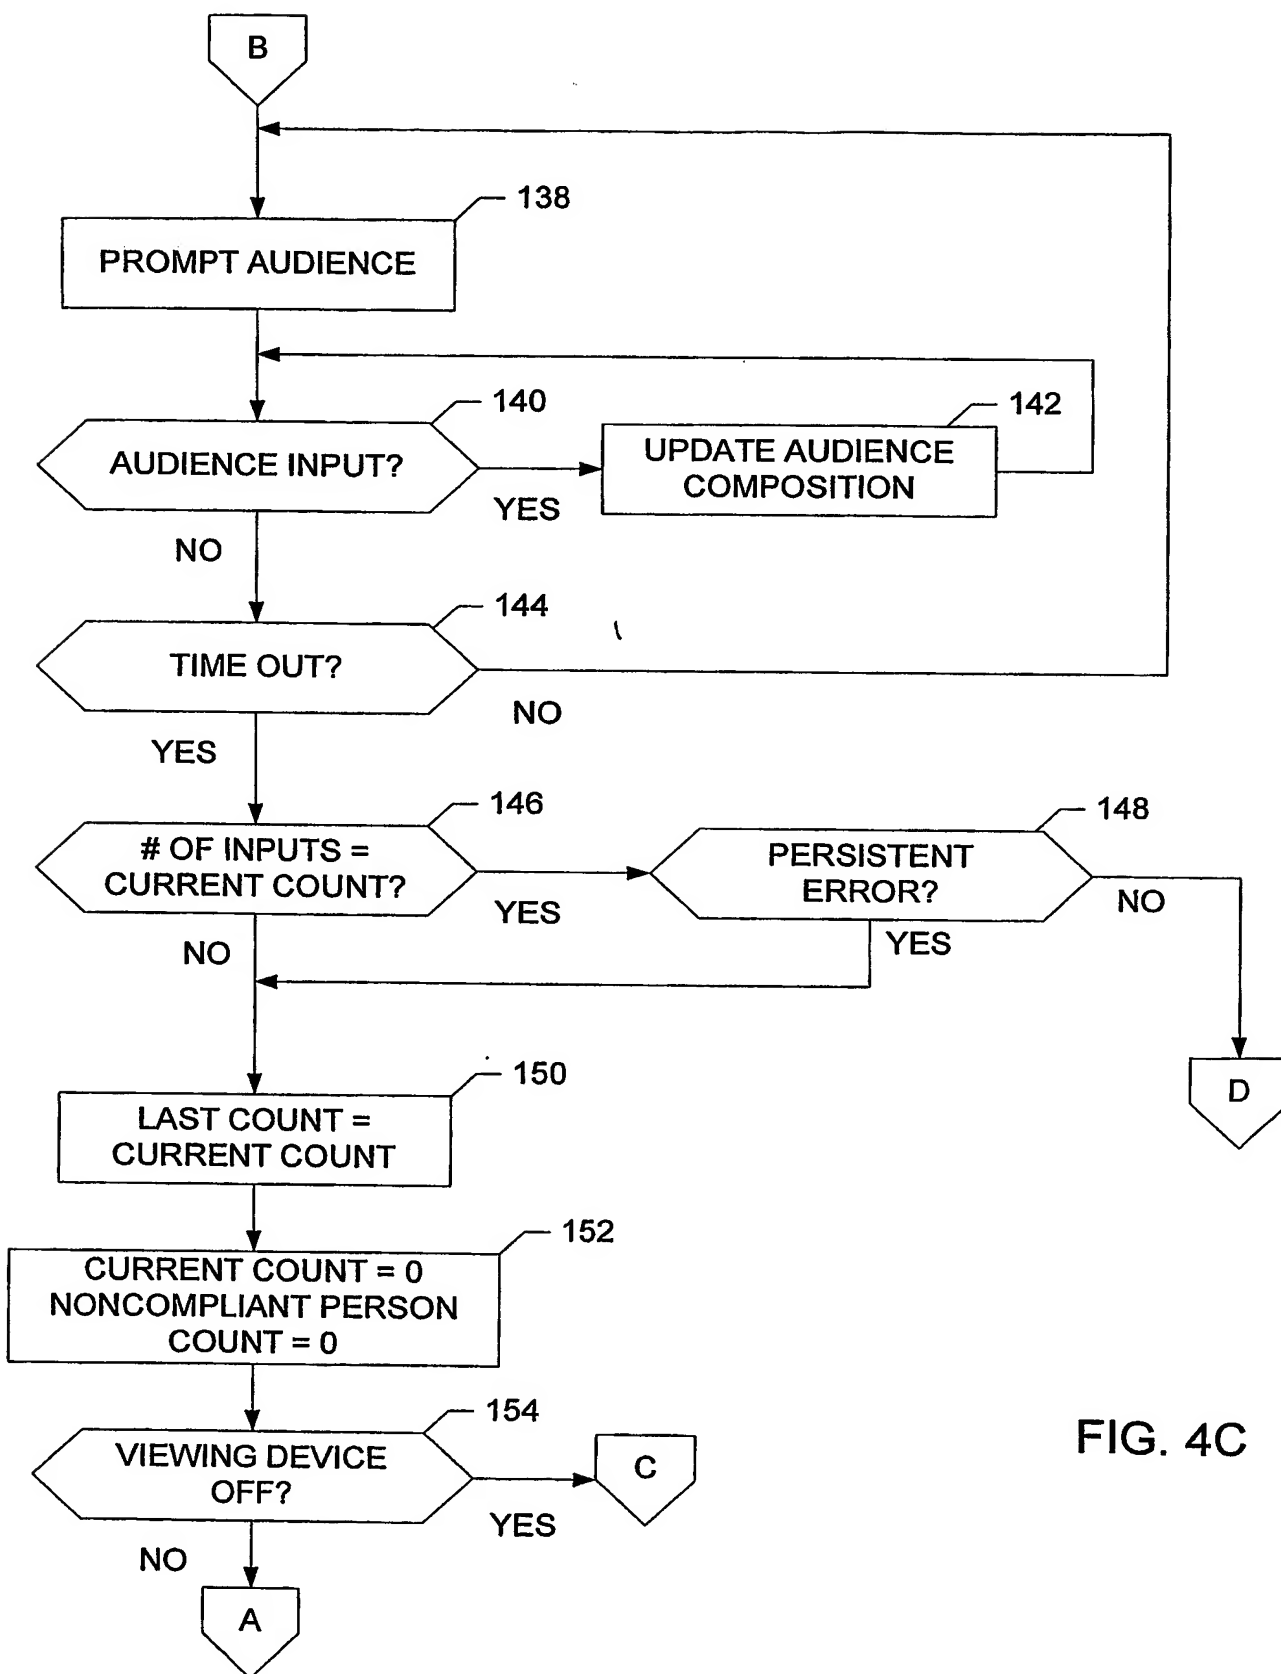 B
138
PROMPT AUDIENCE
140
AUDIENCE INPUT?
YES
142
UPDATE AUDIENCE
COMPOSITION
NO
144
TIME OUT?
NO
YES
146
# OF INPUTS =
CURRENT COUNT?
YES
148
PERSISTENT
ERROR?
NO
YES
NO
D
150
LAST COUNT =
CURRENT COUNT
152
CURRENT COUNT = 0
NONCOMPLIANT PERSON
COUNT = 0
154
VIEWING DEVICE
OFF?
YES
C
NO
A
FIG. 4C